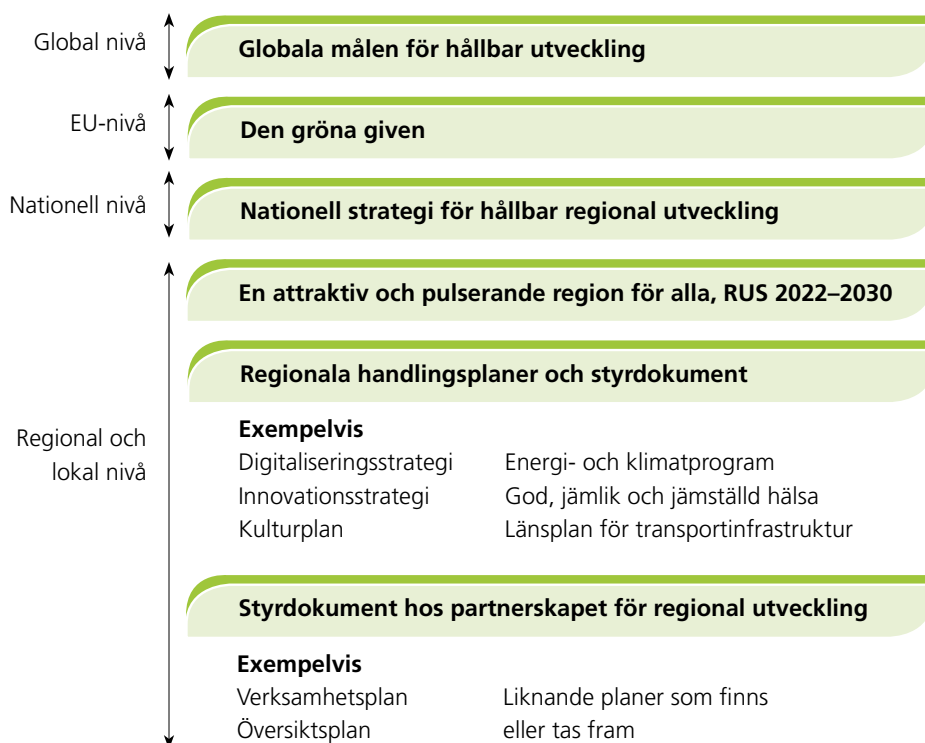 Global nivå
Globala målen för hållbar utveckling
EU-nivå
Den gröna given
Nationell nivå
Nationell strategi för hållbar regional utveckling
En attraktiv och pulserande region för alla, RUS 2022–2030
Regionala handlingsplaner och styrdokument
Regional och
lokal nivå
Exempelvis
Digitaliseringsstrategi Energi- och klimatprogram
Innovationsstrategi God, jämlik och jämställd hälsa
Kulturplan Länsplan för transportinfrastruktur
Styrdokument hos partnerskapet för regional utveckling
Exempelvis
Verksamhetsplan Liknande planer som finns
Översiktsplan eller tas fram